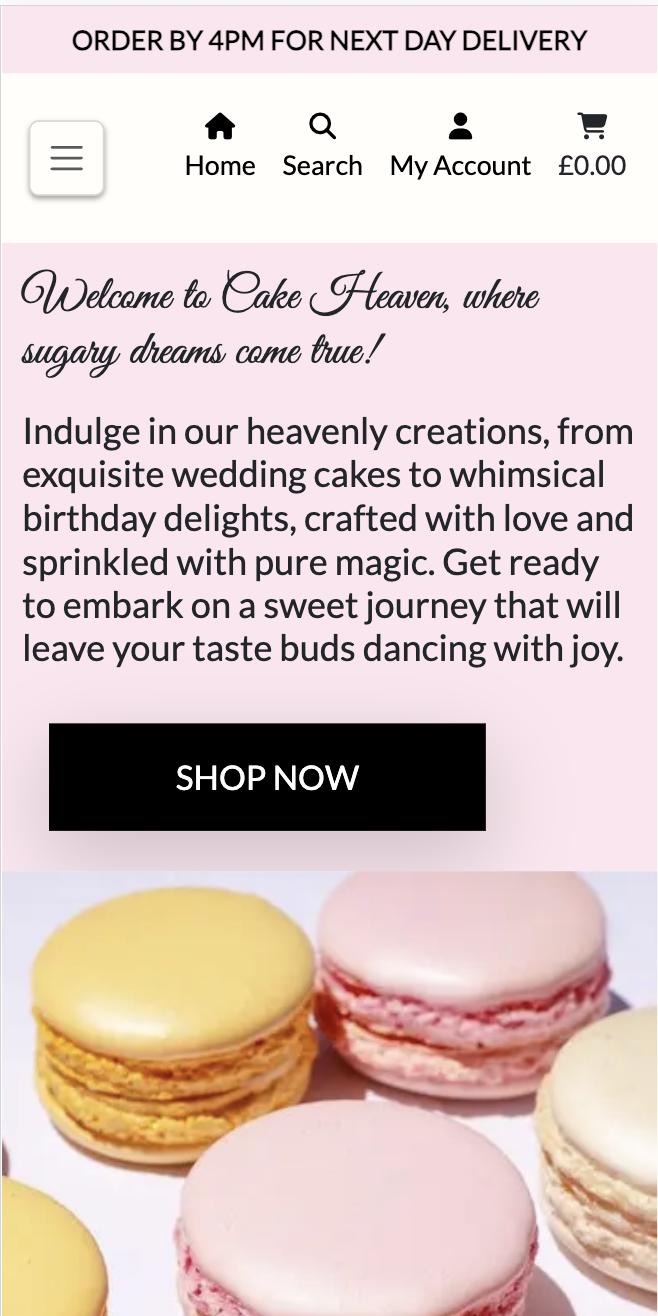 ORDER BY 4PM FOR NEXT DAY DELIVERY
Home Search My Account £0.00
Welcome to Cake Heaven, where
sugary dreams come true!
Indulge in our heavenly creations, from
exquisite wedding cakes to whimsical
birthday delights, crafted with love and
sprinkled with pure magic. Get ready
to embark on a sweet journey that will
leave your taste buds dancing with joy.
SHOP NOW